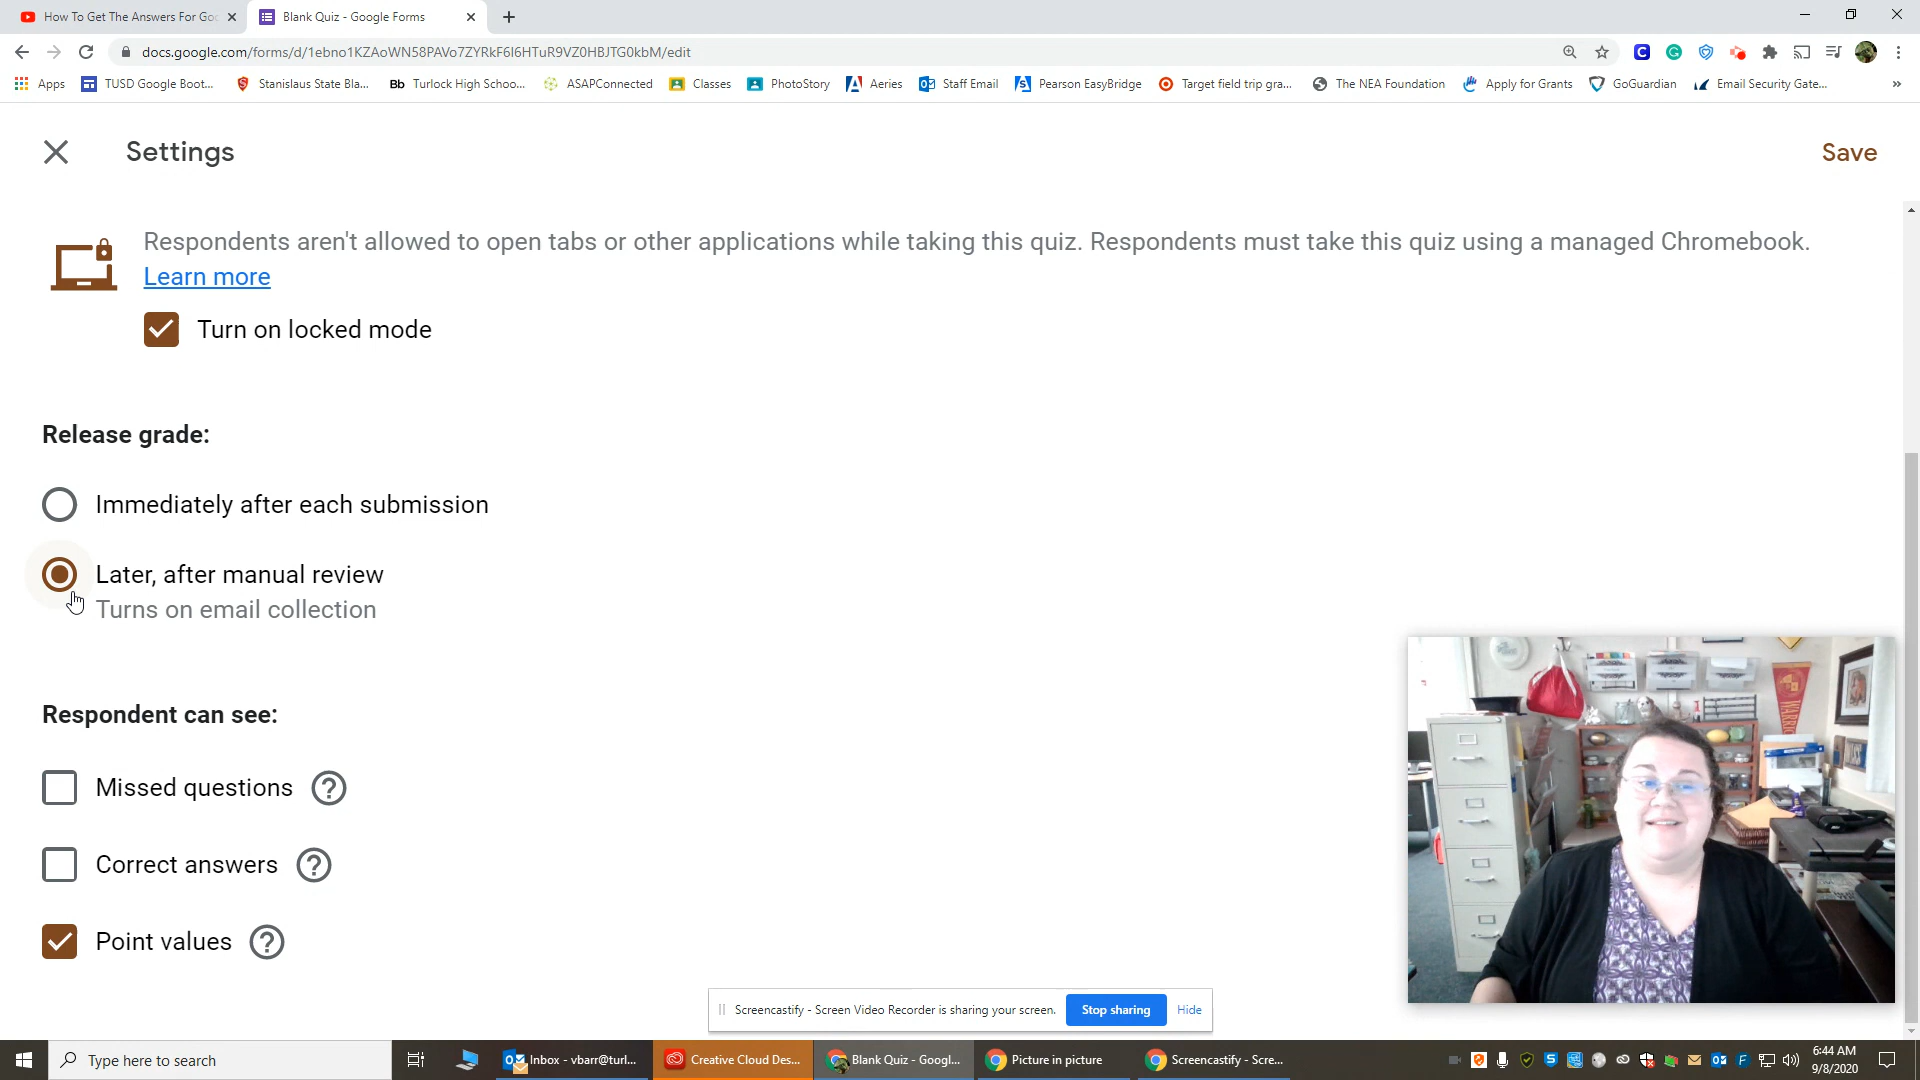 How To Get The Answers For Goo
Blank Quiz - Google Forms
docs.google.com/forms/d/1ebno1KZAoWN58PAVo7ZYRkF6I6HTuR9VZ0HBJTG0kbM/edit
Apps
TUSD Google Boot...
Stanislaus State Bla...
Bb Turlock High Schoo...
ASAPConnected
Classes
PhotoStory
Aeries
Staff Email
Pearson EasyBridge
Target field trip gra...
The NEA Foundation
Apply for Grants
GoGuardian
Email Security Gate...
Settings
Save
Respondents aren't allowed to open tabs or other applications while taking this quiz. Respondents must take this quiz using a managed Chromebook.
Learn more
Turn on locked mode
Release grade:
Immediately after each submission
Later, after manual review
Turns on email collection
Respondent can see:
Missed questions
Correct answers
Point values
Screencastify - Screen Video Recorder is sharing your screen.
Stop sharing
Hide
Type here to search
Inbox - vbarr@turl...
Creative Cloud Des...
Blank Quiz - Googl...
Picture in picture
Screencastify - Scre...
6:44 AM
9/8/2020